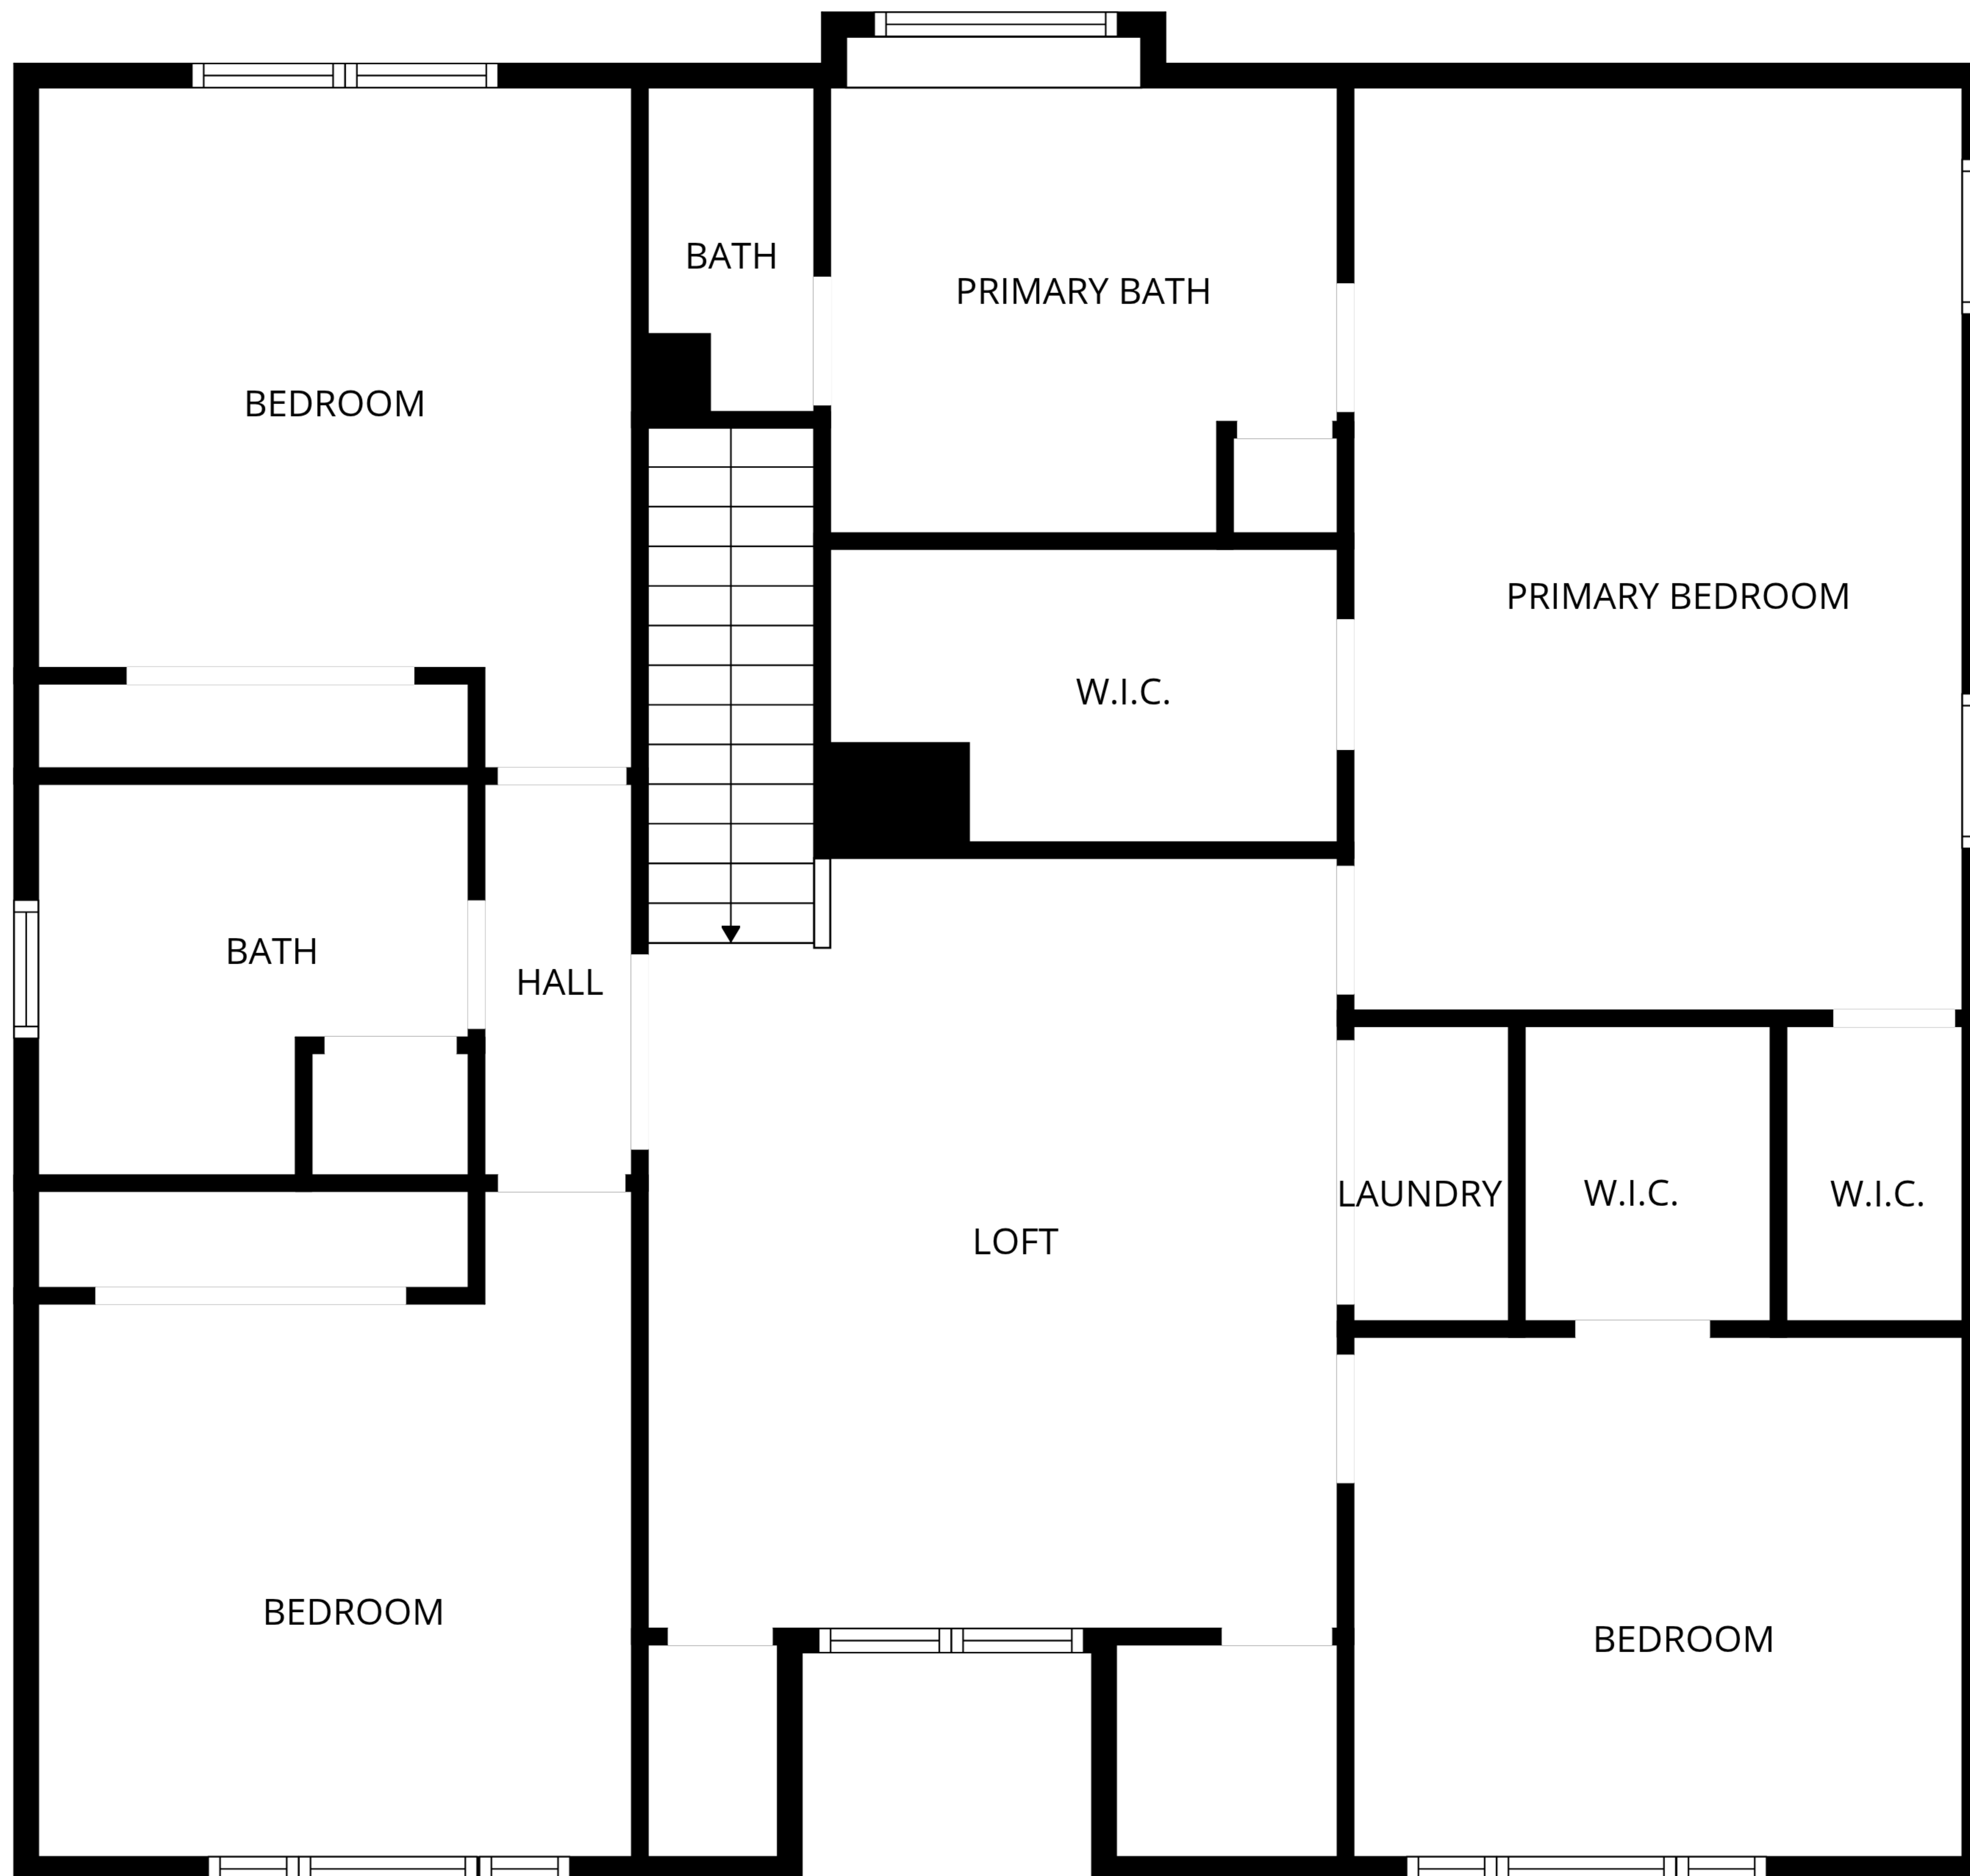 BATH
PRIMARY BATH
BEDROOM
PRIMARY BEDROOM
W.I.C.
BATH
HALL
LAUNDRY
W.I.C.
W.I.C.
LOFT
BEDROOM
BEDROOM